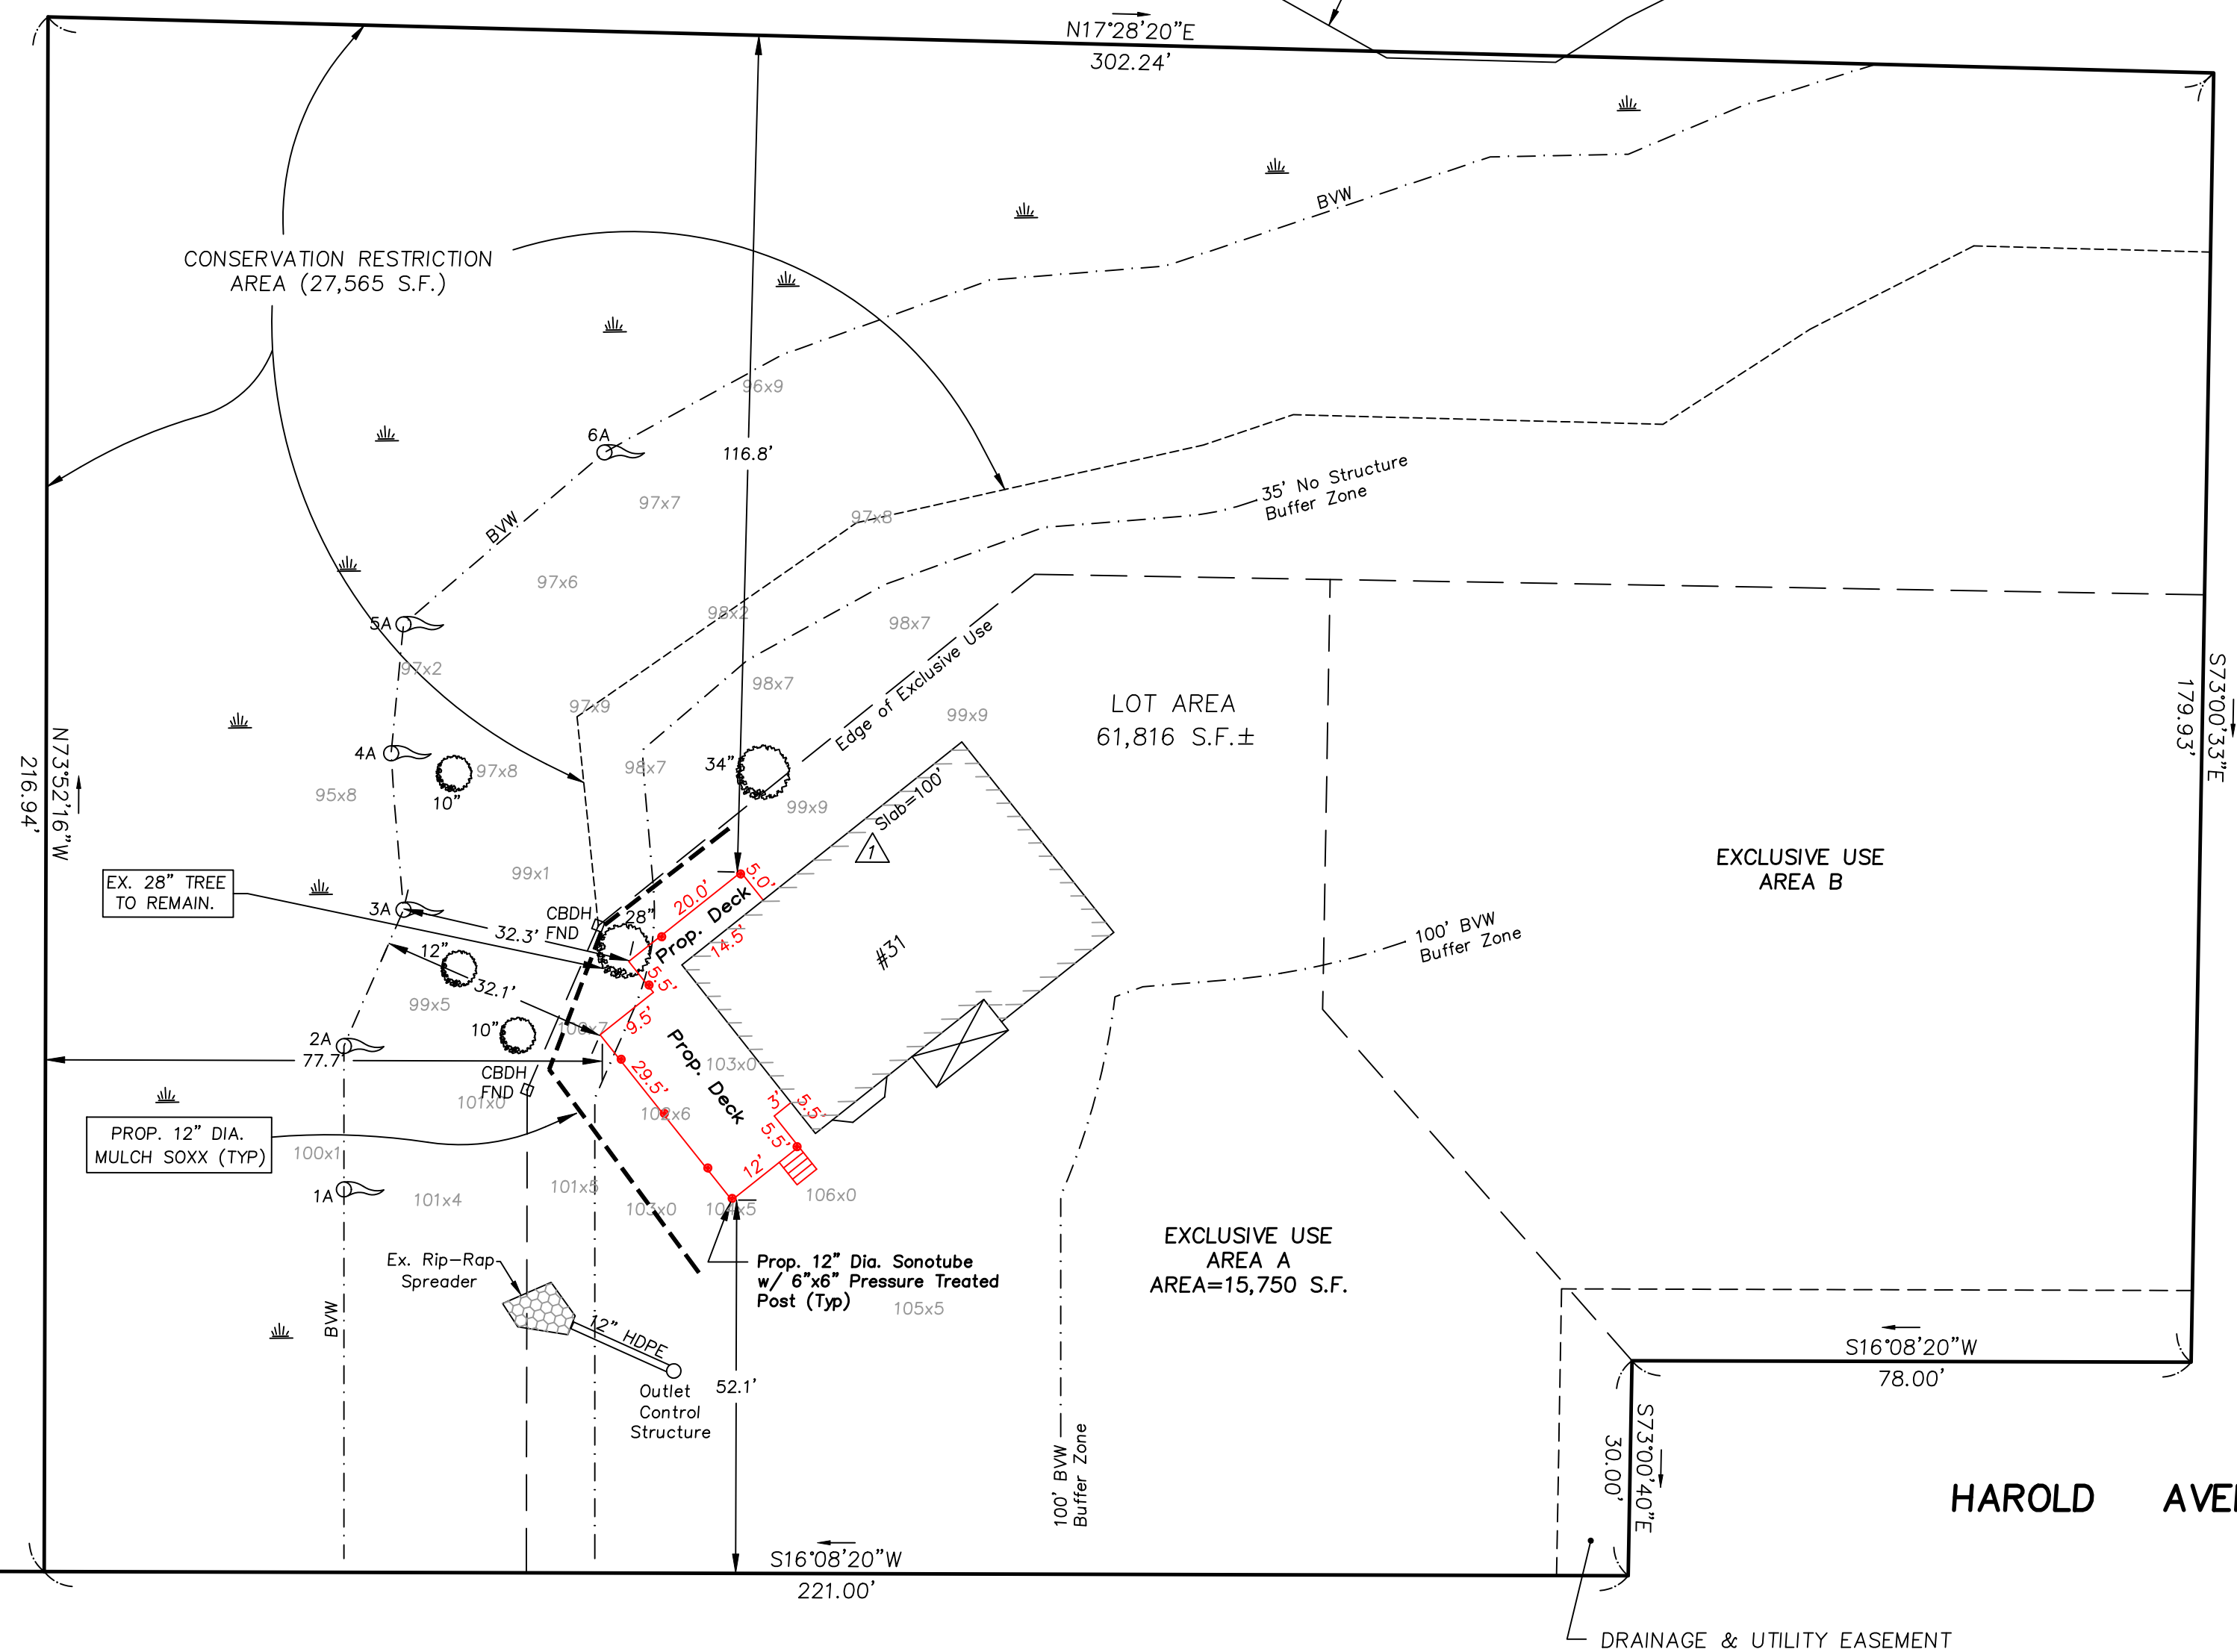 N17°28'20"E
302.24'
BVW
CONSERVATION RESTRICTION
AREA (27,565 S.F.)
96x9
6A
116.8'
97x7
97x8
35' No Structure
Buffer Zone
BVW
97x6
98x2
98x7
5A
97x2
Edge of Exclusive Use
98x7
97x9
99x9
LOT AREA
61,816 S.F.±
S73°00'33"E
179.93'
N73°52'16"W
216.94'
4A
10"
97x8
98x7
34"
95x8
99x9
Slab=100'
1
EXCLUSIVE USE
AREA B
EX. 28" TREE
TO REMAIN.
99x1
3A
CBDH
FND
28"
20.0'
5.0'
Prop. Deck
14.5'
32.3'
#31
100' BVW
Buffer Zone
12"
32.1'
5.5'
99x5
10"
100x7
9.5'
2A
77.7'
Prop. Deck
103x0
CBDH
FND
101x0
29.5'
102x6
3'
5.5'
5.5'
12'
PROP. 12" DIA.
MULCH SOXX (TYP)
100x1
1A
101x4
101x5
103x0
104x5
106x0
EXCLUSIVE USE
AREA A
AREA=15,750 S.F.
Ex. Rip-Rap
Spreader
Prop. 12" Dia. Sonotube
w/ 6"x6" Pressure Treated
Post (Typ)
105x5
BVW
12" HDPE
Outlet
Control
Structure
52.1'
100' BVW
Buffer Zone
S16°08'20"W
78.00'
S73°00'40"E
30.00'
HAROLD AVE
S16°08'20"W
221.00'
DRAINAGE & UTILITY EASEMENT